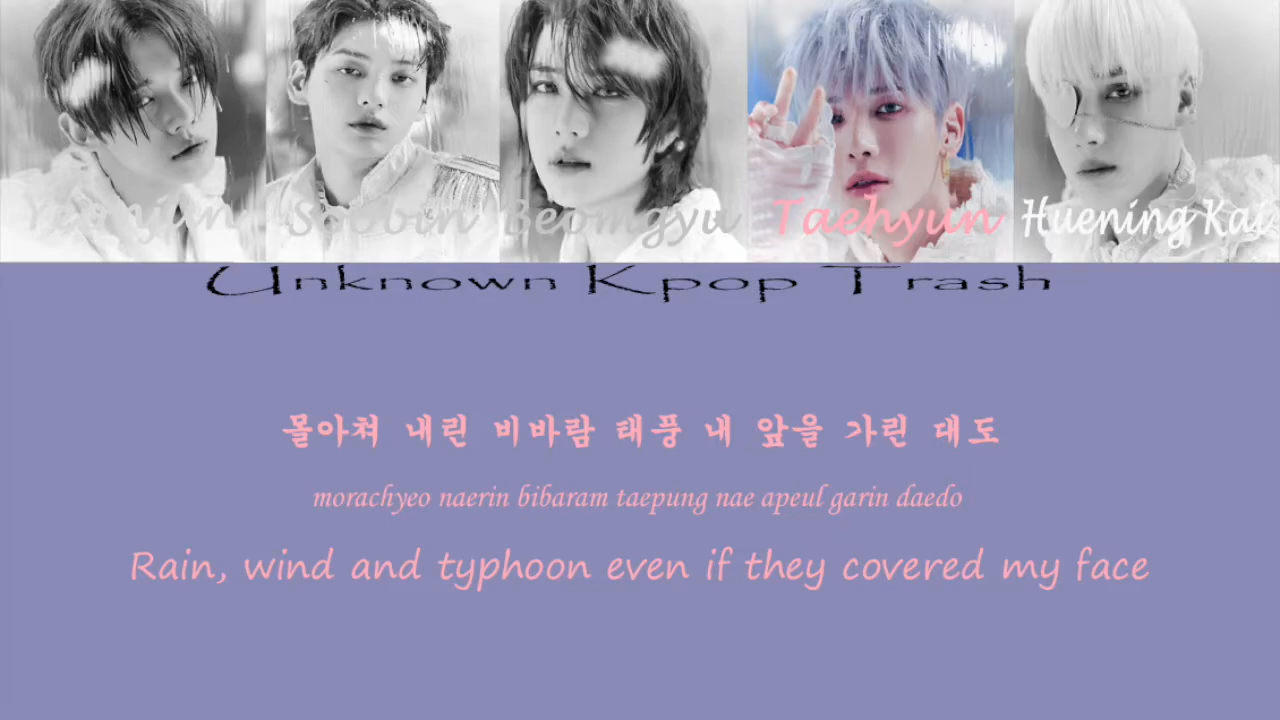 Yeonjun Soobin Beomgyu Taehyun Huening Kai
Unknown Kpop Trash
몰아쳐 내린 비바람 태풍 내 앞을 가린 대도
morachyeo naerin bibaram taepung nae apeul garin daedo
Rain, wind and typhoon even if they covered my face